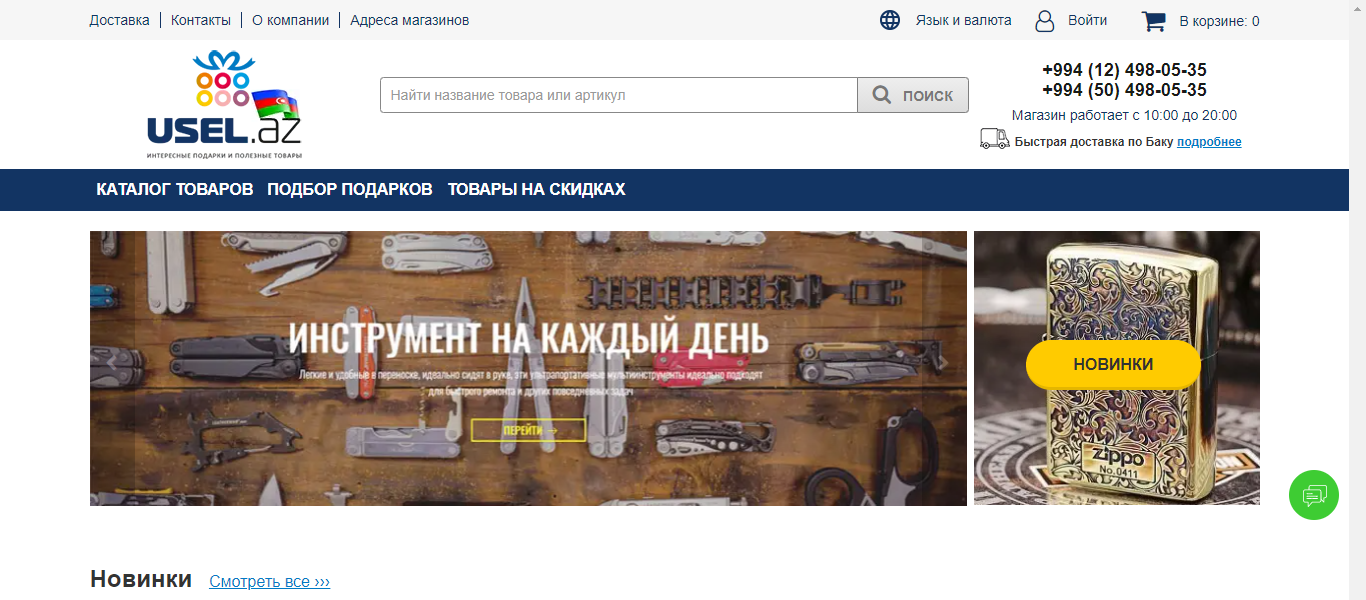 Доставка
Контакты
О компании
Адреса магазинов
Язык и валюта
Войти
В корзине: 0
USEL.az
ИНТЕРЕСНЫЕ ПОДАРКИ И ПОЛЕЗНЫЕ ТОВАРЫ
Найти название товара или артикул
ПОИСК
+994 (12) 498-05-35
+994 (50) 498-05-35
Магазин работает с 10:00 до 20:00
Быстрая доставка по Баку подробнее
КАТАЛОГ ТОВАРОВ
ПОДБОР ПОДАРКОВ
ТОВАРЫ НА СКИДКАХ
ИНСТРУМЕНТ НА КАЖДЫЙ ДЕНЬ
Легкие и удобные в переноске, идеально сидят в руке, эти ультрапортативные мультиинструменты идеально подходят
для быстрого ремонта и других повседневных задач
ПЕРЕЙТИ →
НОВИНКИ
zippo
No.0411
Новинки
Смотреть все ›››